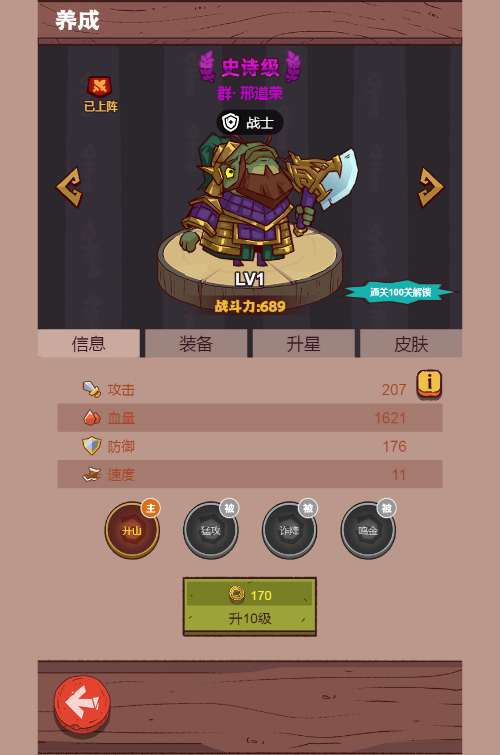 养成
史诗级
群·邢道荣
已上阵
战士
LV1
通关100关解锁
战斗力:689
信息
装备
升星
皮肤
攻击
207
i
血量
1621
防御
176
速度
11
主
被
被
被
开山
猛攻
诈降
鸣金
170
升10级